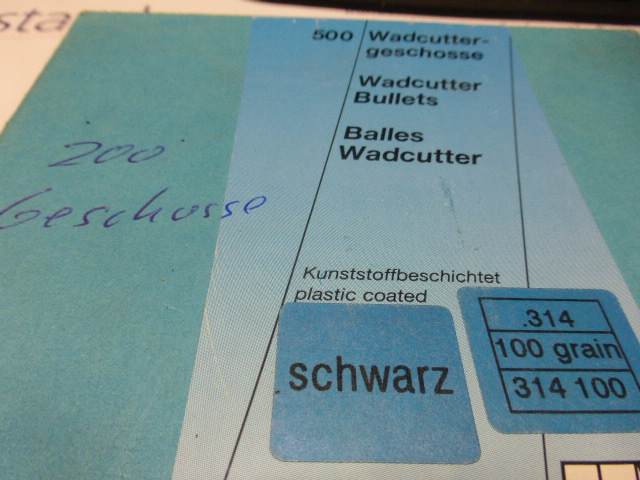 500 Wadcutter-
geschosse
Wadcutter
Bullets
Balles
Wadcutter
200
Geschosse
Kunststoffbeschichtet
plastic coated
schwarz
.314
100 grain
314 100